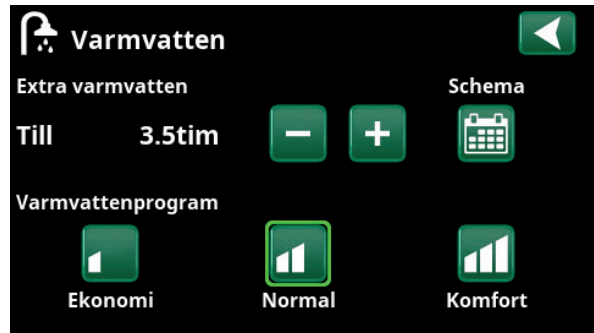 Varmvatten
Extra varmvatten Schema
Till 3.5tim − +
Varmvattenprogram
Ekonomi Normal Komfort